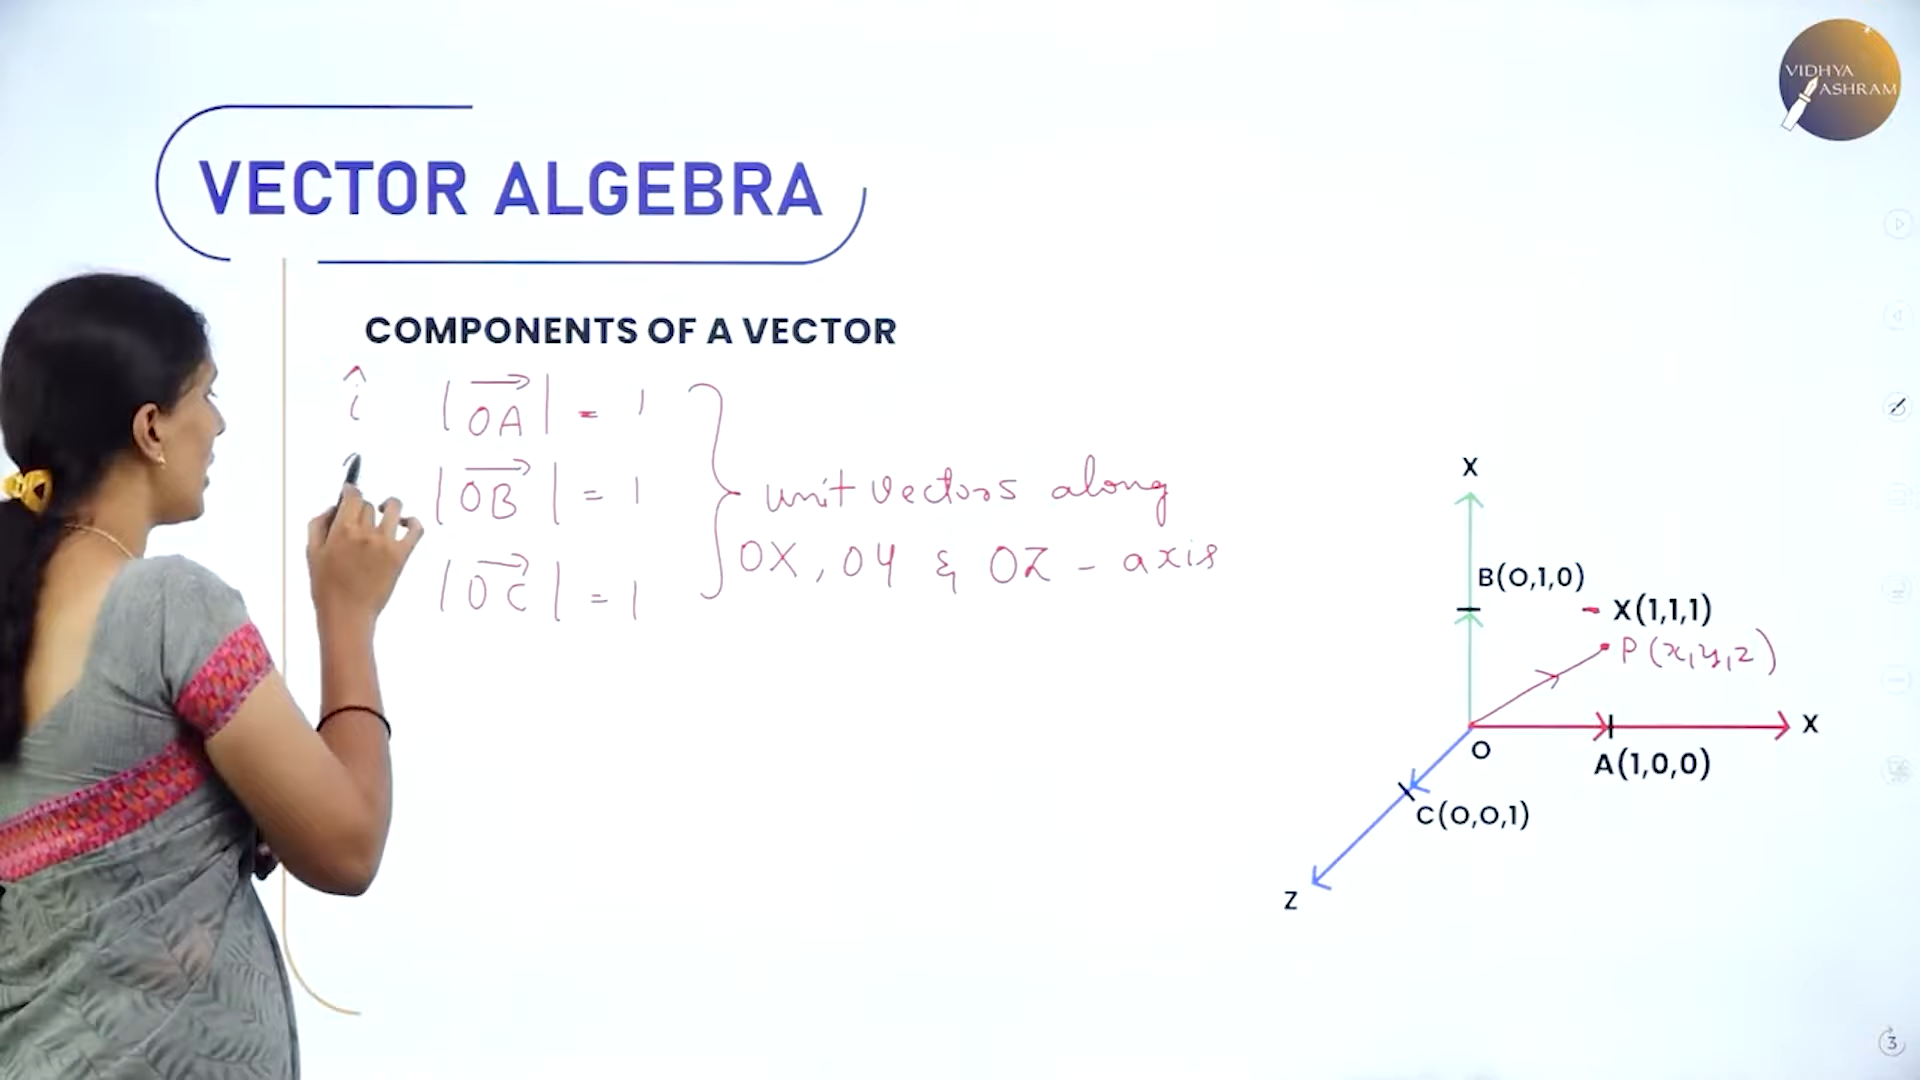 VIDHYA
ASHRAM
VECTOR ALGEBRA
COMPONENTS OF A VECTOR
î |OA⃗| = 1
|OB⃗| = 1
|OC⃗| = 1
unit vectors along
OX, OY & OZ - axis
X
B(0,1,0)
X(1,1,1)
P(x,y,z)
X
O
A(1,0,0)
C(0,0,1)
Z
3